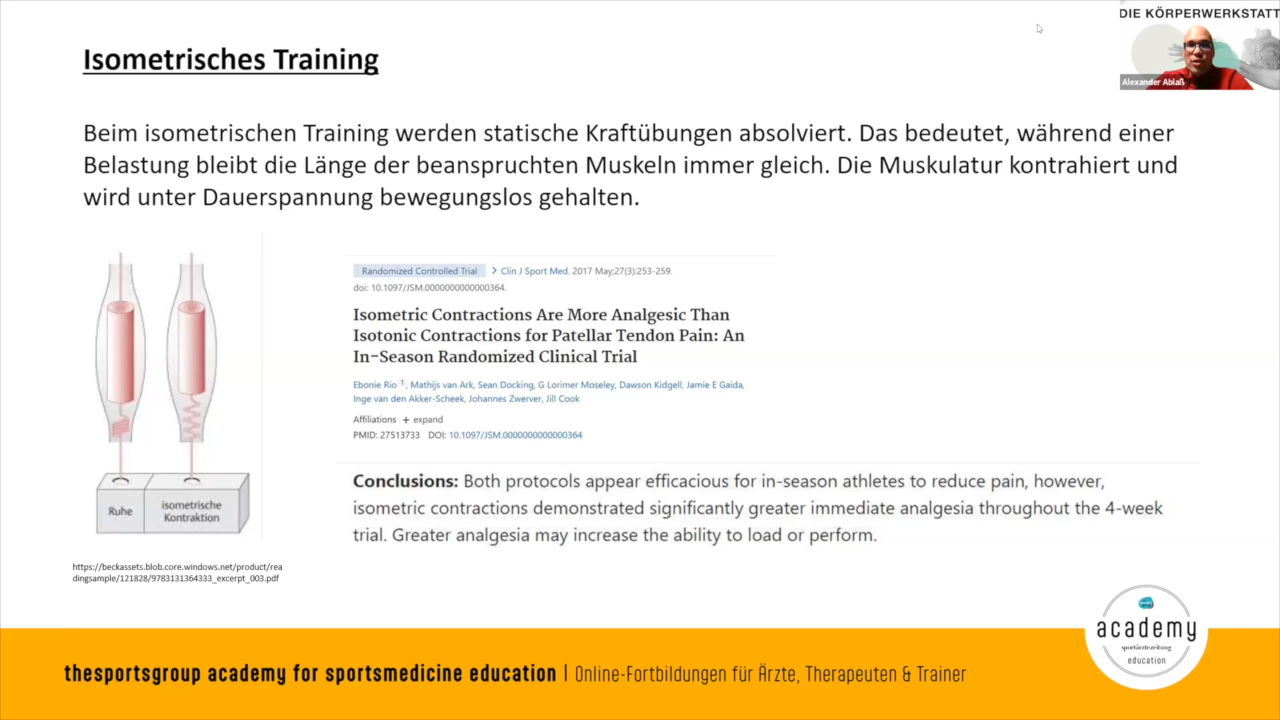 DIE KÖRPERWERKSTATT
Alexander Ablaß
Isometrisches Training
Beim isometrischen Training werden statische Kraftübungen absolviert. Das bedeutet, während einer
Belastung bleibt die Länge der beanspruchten Muskeln immer gleich. Die Muskulatur kontrahiert und
wird unter Dauerspannung bewegungslos gehalten.
Randomized Controlled Trial > Clin J Sport Med. 2017 May;27(3):253-259.
doi: 10.1097/JSM.0000000000000364.
Isometric Contractions Are More Analgesic Than
Isotonic Contractions for Patellar Tendon Pain: An
In-Season Randomized Clinical Trial
Ebonie Rio 1, Mathijs van Ark, Sean Docking, G Lorimer Moseley, Dawson Kidgell, Jamie E Gaida,
Inge van den Akker-Scheek, Johannes Zwerver, Jill Cook
Affiliations + expand
PMID: 27513733 DOI: 10.1097/JSM.0000000000000364
Conclusions: Both protocols appear efficacious for in-season athletes to reduce pain, however,
isometric contractions demonstrated significantly greater immediate analgesia throughout the 4-week
trial. Greater analgesia may increase the ability to load or perform.
Ruhe
isometrische
Kontraktion
https://beckassets.blob.core.windows.net/product/rea
dingsample/121828/9783131364333_excerpt_003.pdf
academy
sportärztezeitung
education
thesportsgroup academy for sportsmedicine education | Online-Fortbildungen für Ärzte, Therapeuten & Trainer